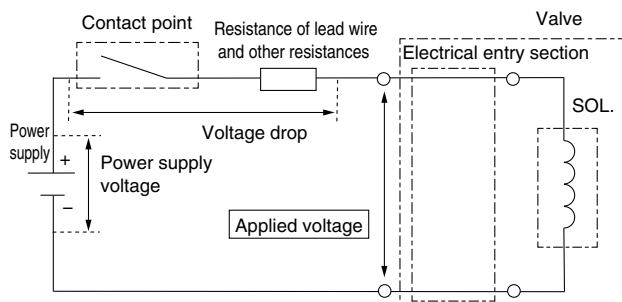 Contact point
Resistance of lead wire
and other resistances
Valve
Electrical entry section
SOL.
Voltage drop
Power
supply
+
Power supply
voltage
−
Applied voltage